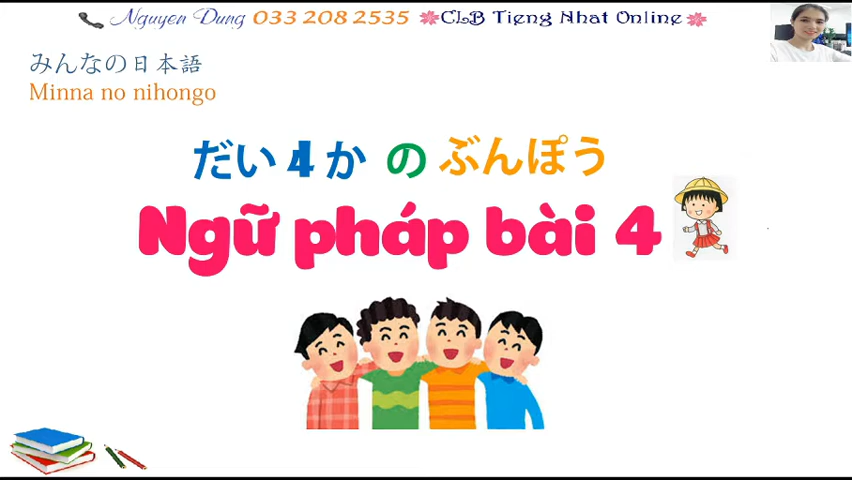 Nguyen Dung 033 208 2535 🌸CLB Tieng Nhat Online🌸
みんなの日本語
Minna no nihongo
だい 4 か の ぶんぽう
Ngữ pháp bài 4